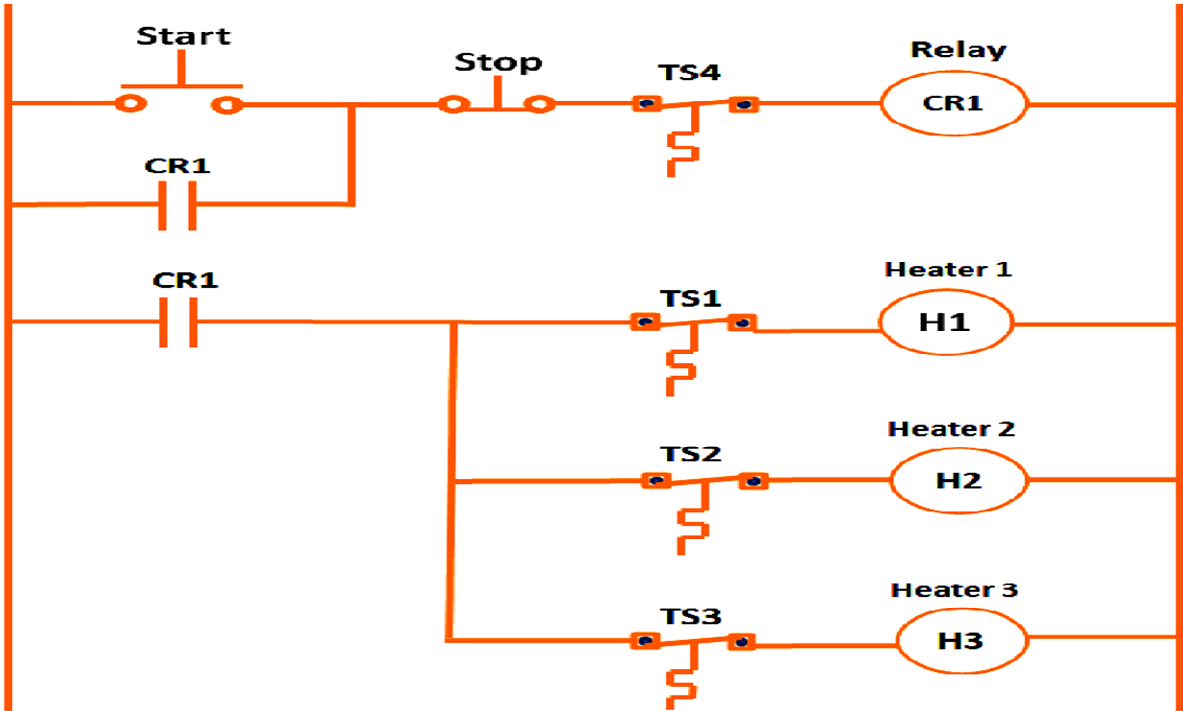 Start
Stop
TS4
Relay
CR1
CR1
CR1
TS1
Heater 1
H1
TS2
Heater 2
H2
TS3
Heater 3
H3